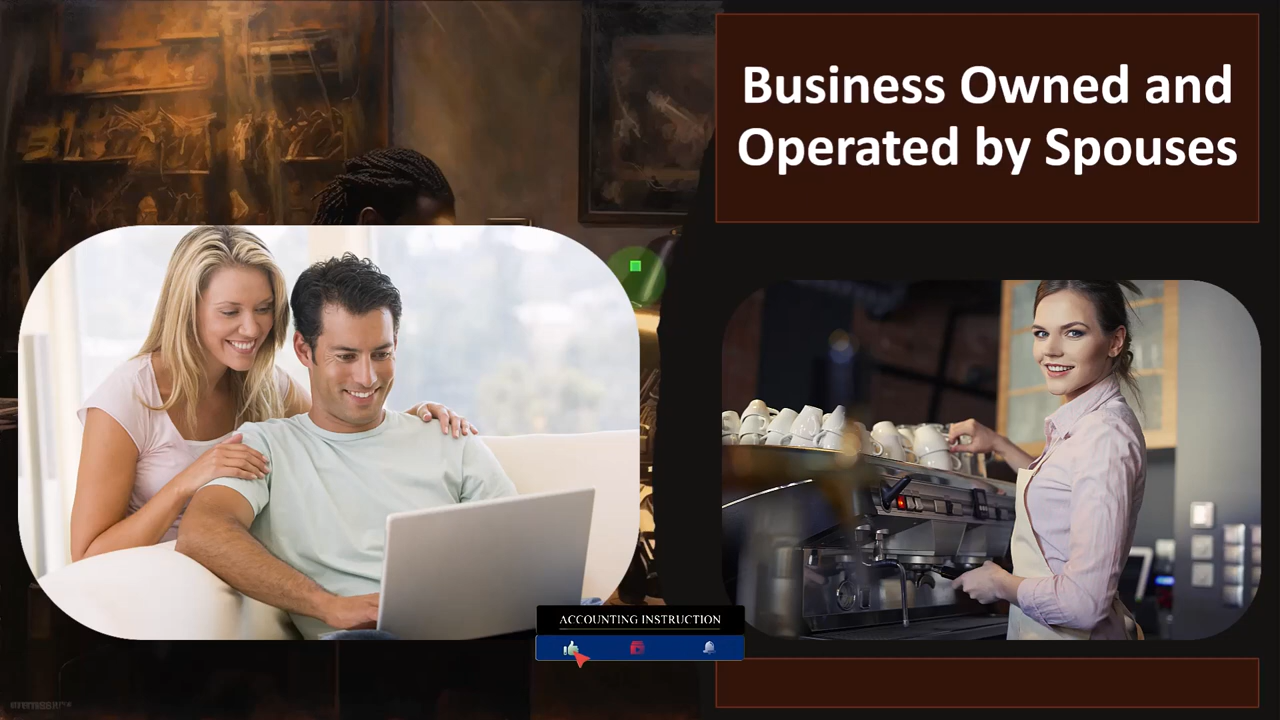 Business Owned and
Operated by Spouses
ACCOUNTING INSTRUCTION